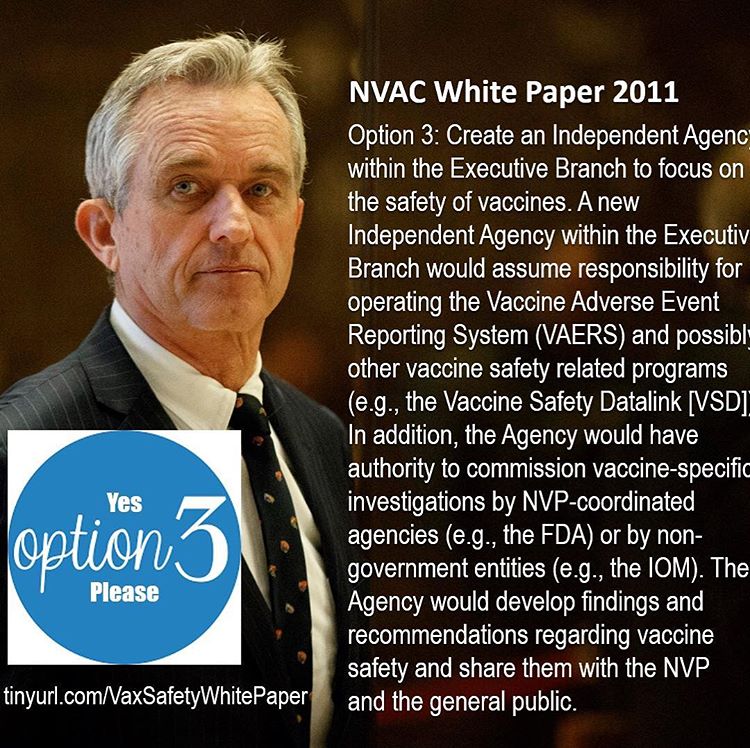 NVAC White Paper 2011
Option 3: Create an Independent Agency
within the Executive Branch to focus on
the safety of vaccines. A new
Independent Agency within the Executiv
Branch would assume responsibility for
operating the Vaccine Adverse Event
Reporting System (VAERS) and possibly
other vaccine safety related programs
(e.g., the Vaccine Safety Datalink [VSD])
In addition, the Agency would have
authority to commission vaccine-specific
investigations by NVP-coordinated
agencies (e.g., the FDA) or by non-
government entities (e.g., the IOM). The
Agency would develop findings and
recommendations regarding vaccine
safety and share them with the NVP
and the general public.
Yes
option 3
Please
tinyurl.com/VaxSafetyWhitePaper